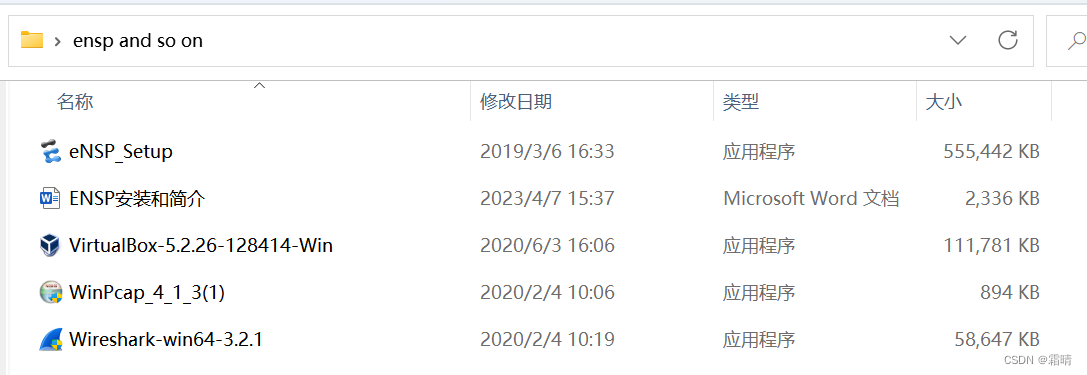 ensp and so on
名称 修改日期 类型 大小
eNSP_Setup 2019/3/6 16:33 应用程序 555,442 KB
ENSP安装和简介 2023/4/7 15:37 Microsoft Word 文档 2,336 KB
VirtualBox-5.2.26-128414-Win 2020/6/3 16:06 应用程序 111,781 KB
WinPcap_4_1_3(1) 2020/2/4 10:06 应用程序 894 KB
Wireshark-win64-3.2.1 2020/2/4 10:19 应用程序 58,647 KB
CSDN @霜晴